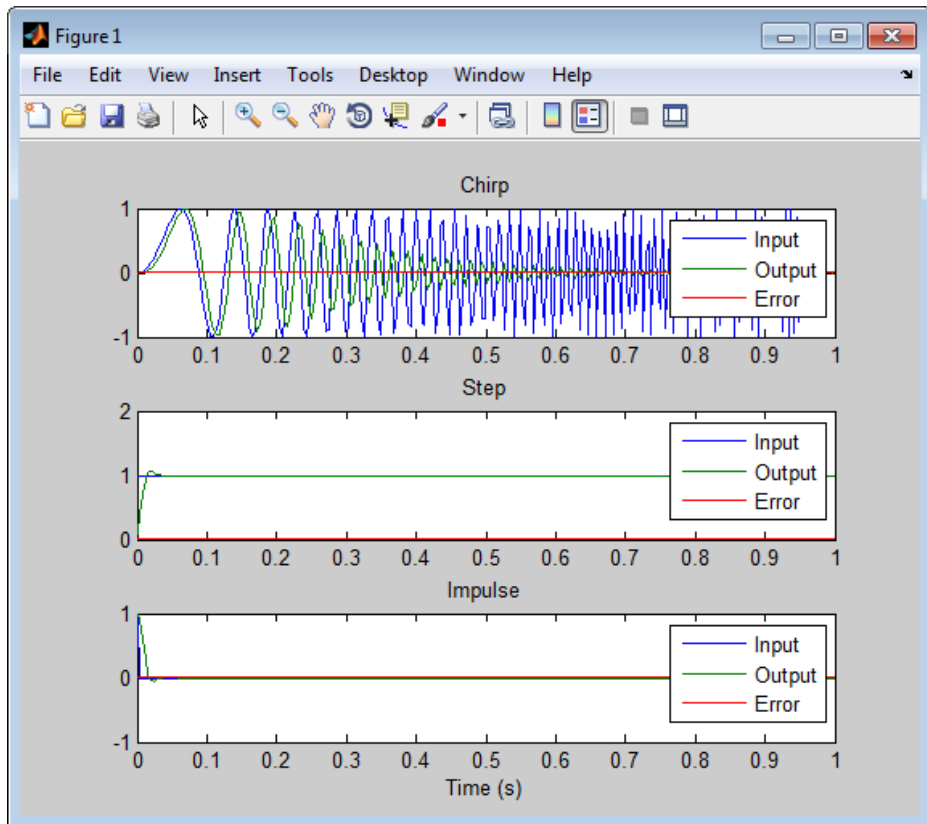 Figure 1
File Edit View Insert Tools Desktop Window Help
Chirp
1
0
-1
Input
Output
Error
0 0.1 0.2 0.3 0.4 0.5 0.6 0.7 0.8 0.9 1
Step
2
1
0
Input
Output
Error
0 0.1 0.2 0.3 0.4 0.5 0.6 0.7 0.8 0.9 1
Impulse
1
0
-1
Input
Output
Error
0 0.1 0.2 0.3 0.4 0.5 0.6 0.7 0.8 0.9 1
Time (s)